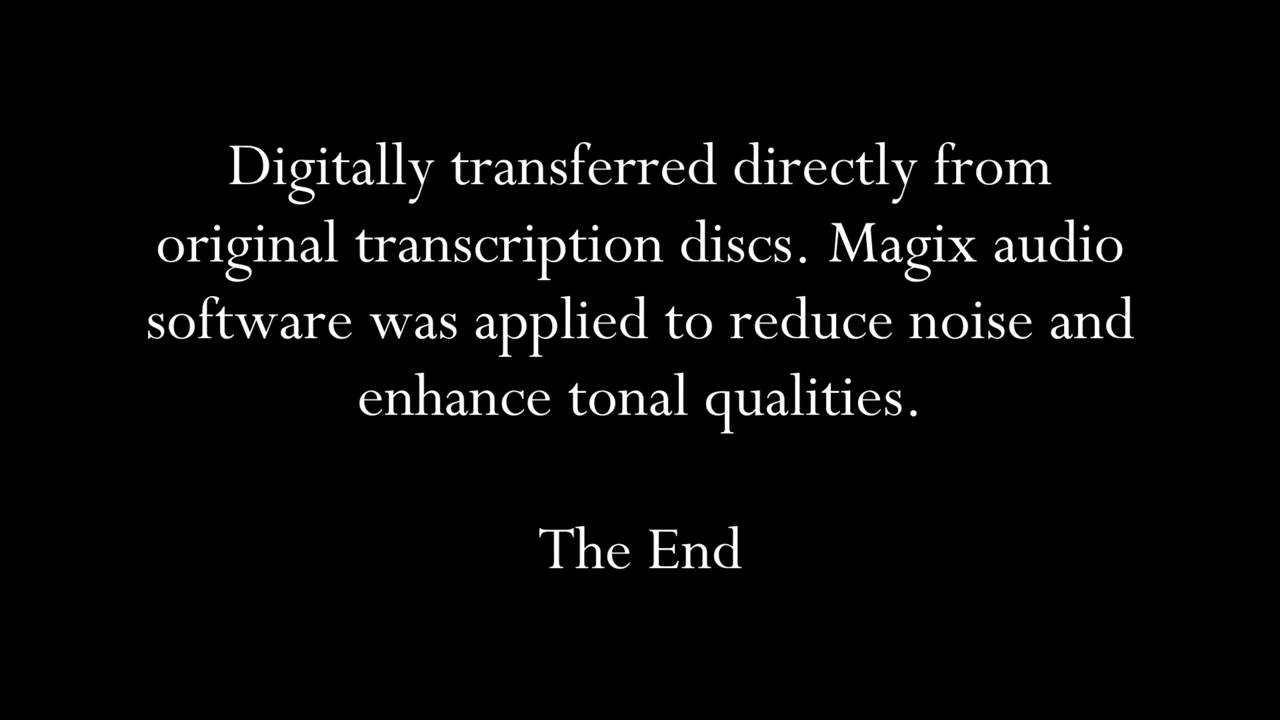 Digitally transferred directly from
original transcription discs. Magix audio
software was applied to reduce noise and
enhance tonal qualities.
The End